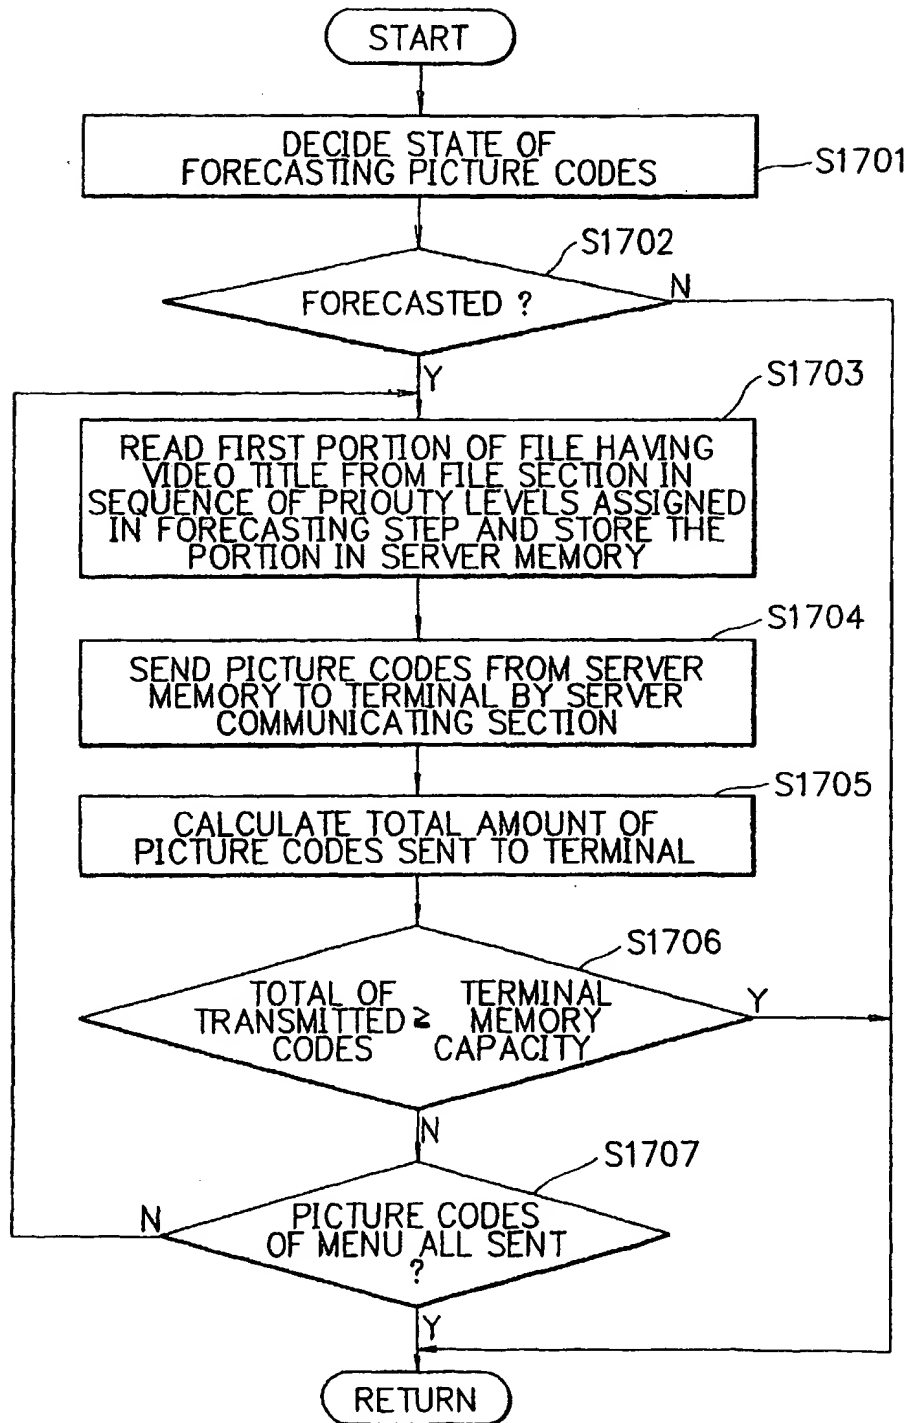 START
DECIDE STATE OF
FORECASTING PICTURE CODES
S1701
S1702
FORECASTED ?
N
Y
S1703
READ FIRST PORTION OF FILE HAVING
VIDEO TITLE FROM FILE SECTION IN
SEQUENCE OF PRIOUTY LEVELS ASSIGNED
IN FORECASTING STEP AND STORE THE
PORTION IN SERVER MEMORY
S1704
SEND PICTURE CODES FROM SERVER
MEMORY TO TERMINAL BY SERVER
COMMUNICATING SECTION
S1705
CALCULATE TOTAL AMOUNT OF
PICTURE CODES SENT TO TERMINAL
S1706
TOTAL OF TERMINAL
TRANSMITTED ≥ MEMORY
CODES CAPACITY
Y
N
S1707
PICTURE CODES
OF MENU ALL SENT
?
N
Y
RETURN